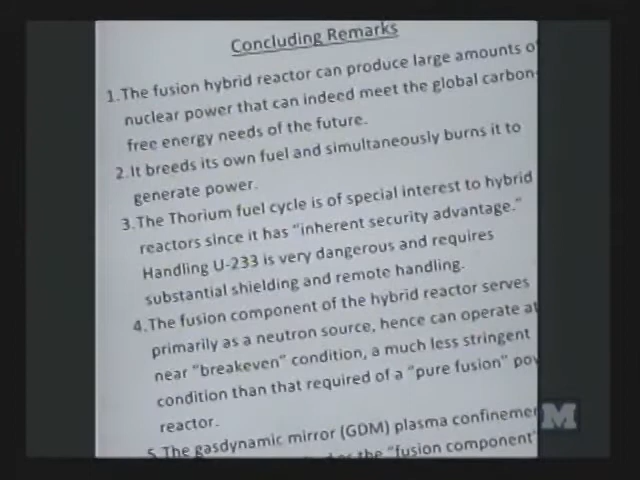 Concluding Remarks
1.The fusion hybrid reactor can produce large amounts o
nuclear power that can indeed meet the global carbon-
free energy needs of the future.
2.It breeds its own fuel and simultaneously burns it to
generate power.
3.The Thorium fuel cycle is of special interest to hybrid
reactors since it has “inherent security advantage.”
Handling U-233 is very dangerous and requires
substantial shielding and remote handling.
4.The fusion component of the hybrid reactor serves
primarily as a neutron source, hence can operate at
near “breakeven” condition, a much less stringent
condition than that required of a “pure fusion” pow
reactor.
5.The gasdynamic mirror (GDM) plasma confinemen
the “fusion component”
M